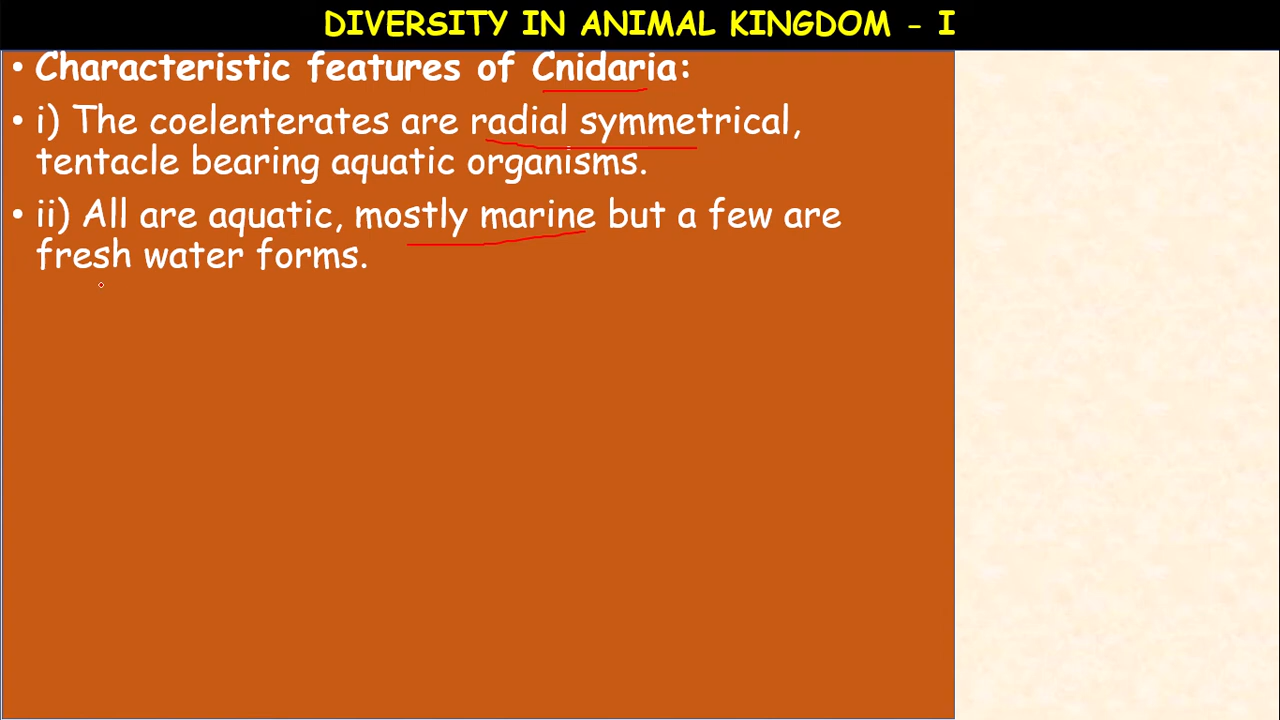 DIVERSITY IN ANIMAL KINGDOM - I
• Characteristic features of Cnidaria:
• i) The coelenterates are radial symmetrical,
tentacle bearing aquatic organisms.
• ii) All are aquatic, mostly marine but a few are
fresh water forms.